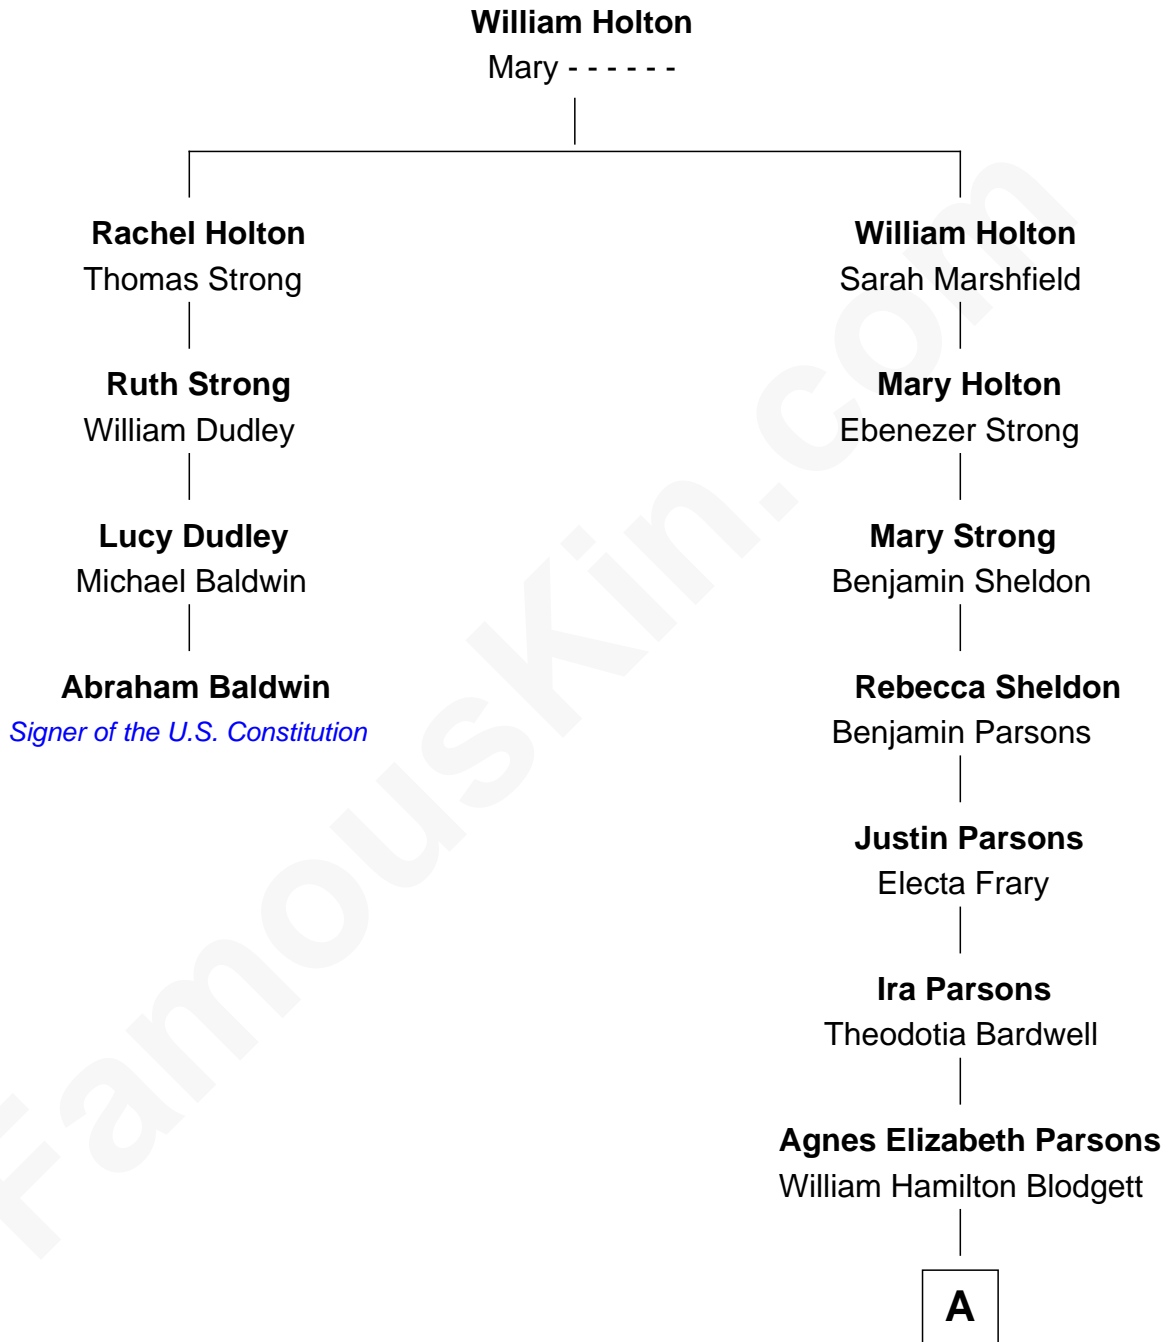 William Holton
Mary - - - - - -
Rachel Holton
Thomas Strong
William Holton
Sarah Marshfield
Ruth Strong
William Dudley
Mary Holton
Ebenezer Strong
Lucy Dudley
Michael Baldwin
Mary Strong
Benjamin Sheldon
Abraham Baldwin
Signer of the U.S. Constitution
Rebecca Sheldon
Benjamin Parsons
Justin Parsons
Electa Frary
Ira Parsons
Theodotia Bardwell
Agnes Elizabeth Parsons
William Hamilton Blodgett
A
FamousKin.com